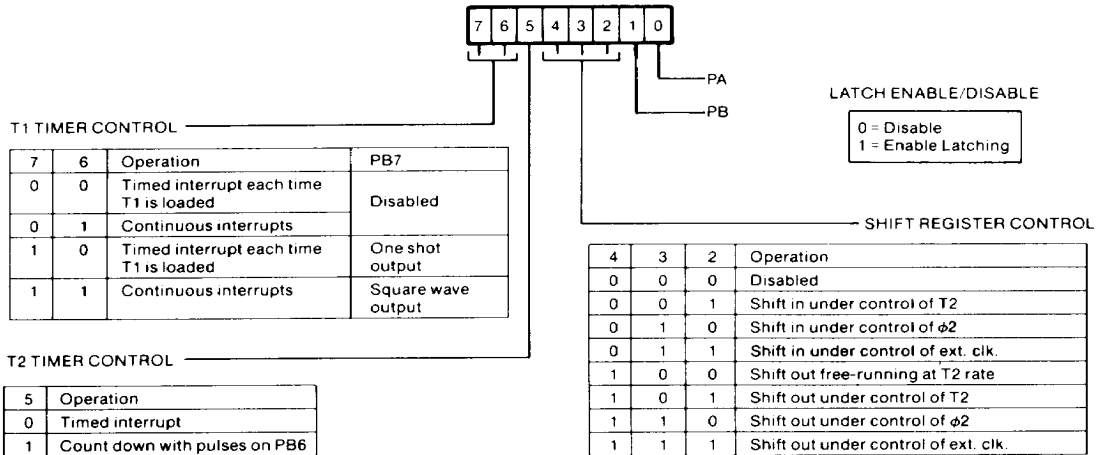 7 6 5 4 3 2 1 0
PA
PB
LATCH ENABLE/DISABLE
0 = Disable
1 = Enable Latching
T1 TIMER CONTROL
7 6 Operation PB7
0 0 Timed interrupt each time
T1 is loaded
Disabled
0 1 Continuous interrupts
1 0 Timed interrupt each time One shot
T1 is loaded output
1 1 Continuous interrupts Square wave
output
T2 TIMER CONTROL
5 Operation
0 Timed interrupt
1 Count down with pulses on PB6
SHIFT REGISTER CONTROL
4 3 2 Operation
0 0 0 Disabled
0 0 1 Shift in under control of T2
0 1 0 Shift in under control of ϕ2
0 1 1 Shift in under control of ext. clk.
1 0 0 Shift out free-running at T2 rate
1 0 1 Shift out under control of T2
1 1 0 Shift out under control of ϕ2
1 1 1 Shift out under control of ext. clk.